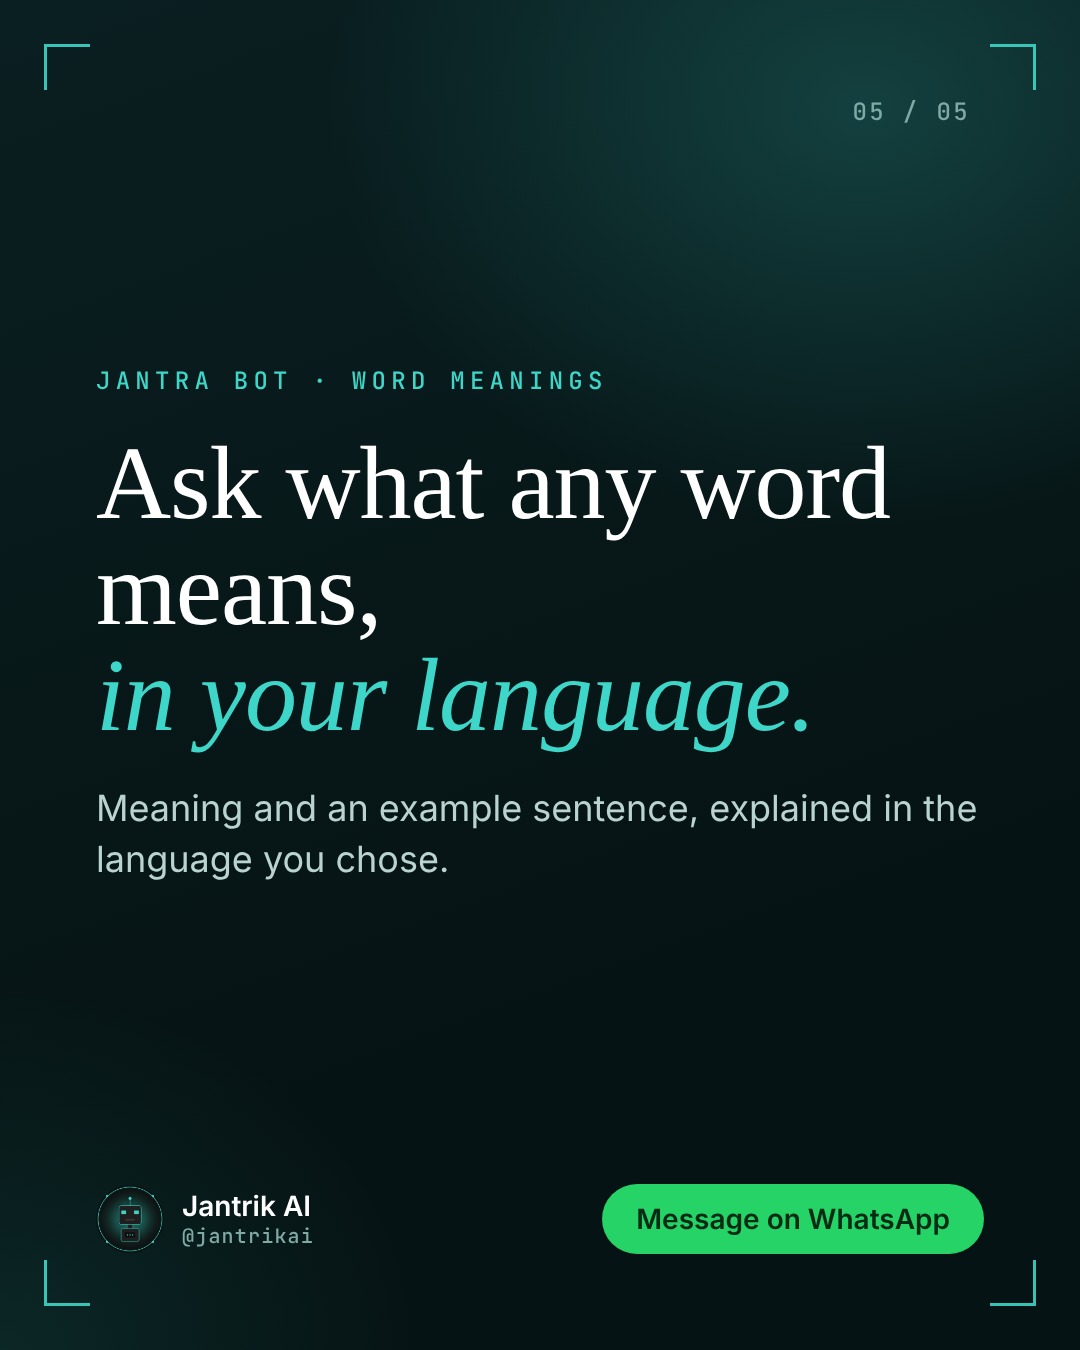 05 / 05
JANTRA BOT · WORD MEANINGS
Ask what any word
means,
in your language.
Meaning and an example sentence, explained in the
language you chose.
Jantrik AI
@jantrikai
Message on WhatsApp